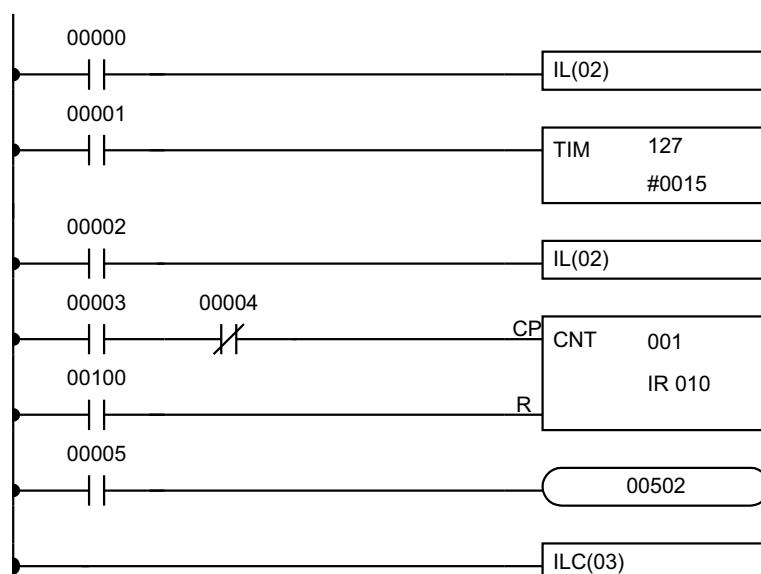 00000
IL(02)
00001
TIM 127
#0015
00002
IL(02)
00003 00004
CP CNT 001
IR 010
00100
R
00005
00502
ILC(03)